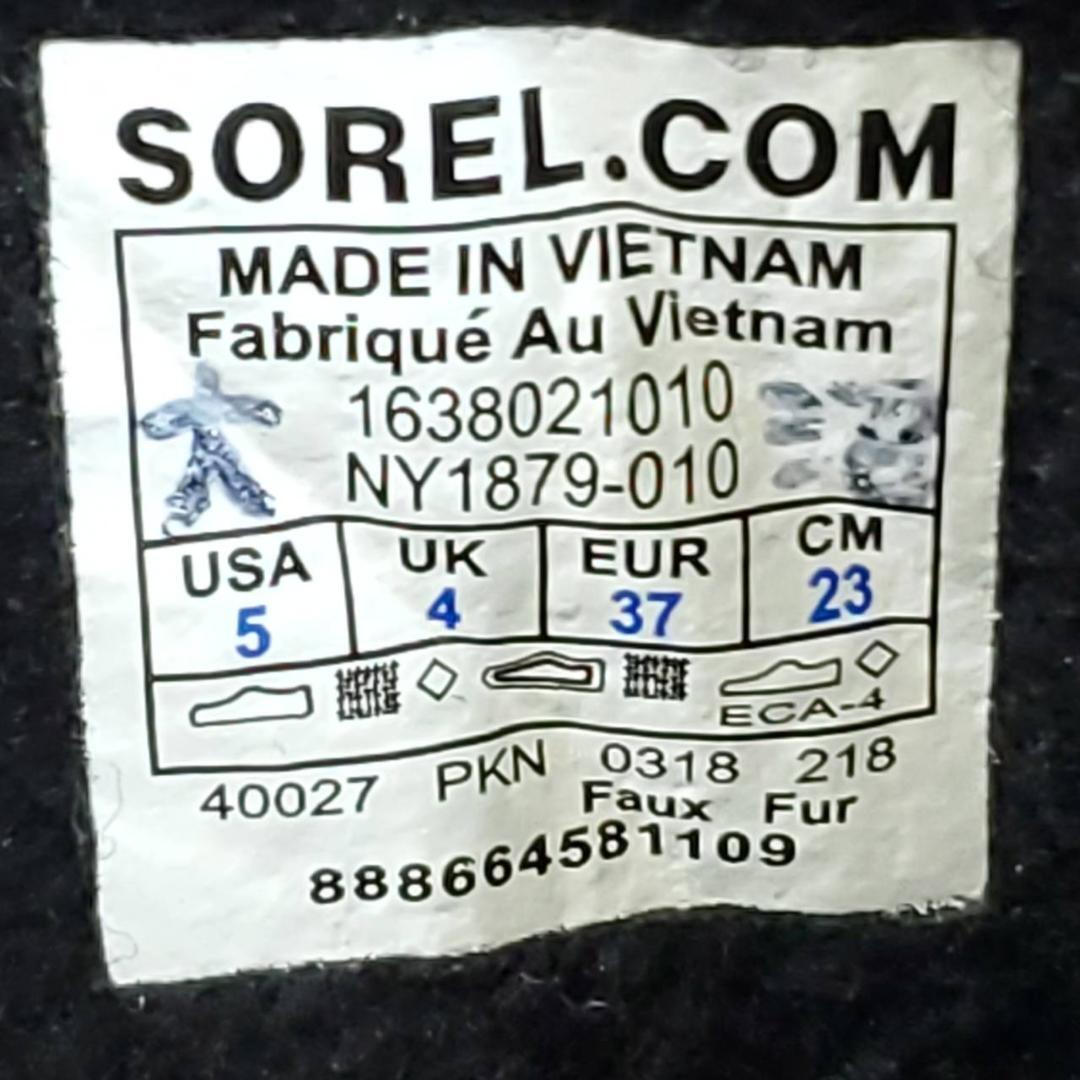 SOREL.COM
MADE IN VIETNAM
Fabriqué Au Vietnam
1638021010
NY1879-010
USA UK EUR CM
5 4 37 23
ECA-4
40027 PKN 0318 218
Faux Fur
888664581109